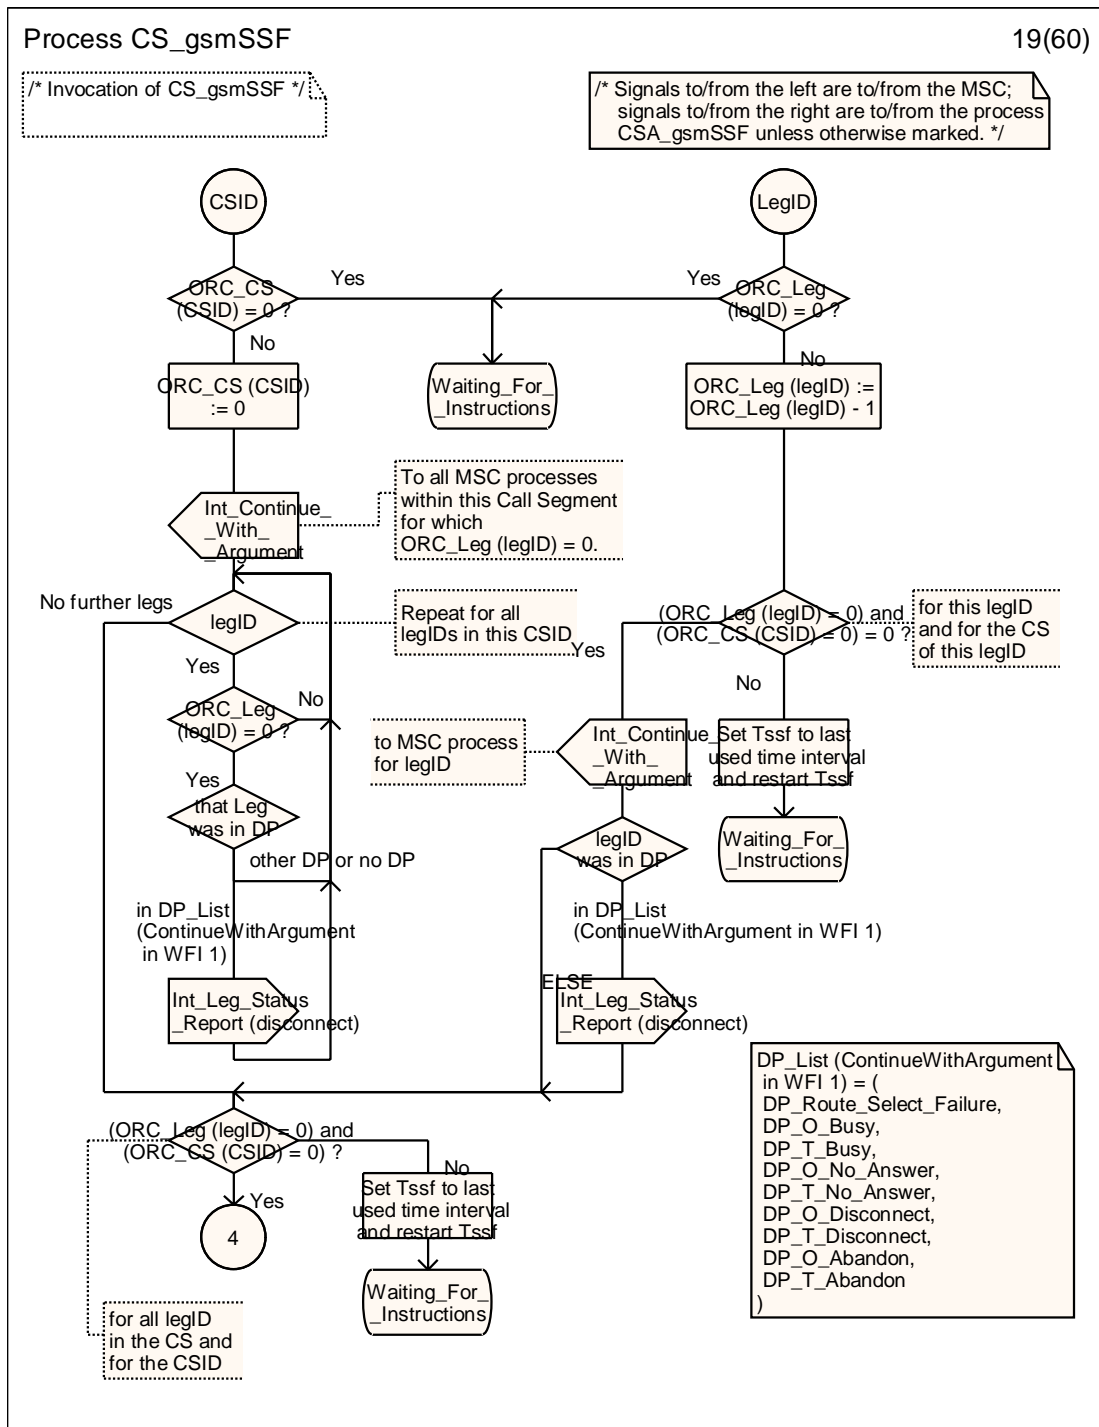 Process CS_gsmSSF
19(60)
/* Invocation of CS_gsmSSF */
/* Signals to/from the left are to/from the MSC;
signals to/from the right are to/from the process
CSA_gsmSSF unless otherwise marked. */
CSID
LegID
ORC_CS
(CSID) = 0 ?
Yes
Yes
ORC_Leg
(legID) = 0 ?
No
No
ORC_CS (CSID)
:= 0
Waiting_For_
_Instructions
ORC_Leg (legID) :=
ORC_Leg (legID) - 1
Int_Continue_
_With_
_Argument
To all MSC processes
within this Call Segment
for which
ORC_Leg (legID) = 0.
No further legs
legID
Repeat for all
legIDs in this CSID
(ORC_Leg (legID) = 0) and
(ORC_CS (CSID) = 0) = 0 ?
for this legID
and for the CS
of this legID
Yes
Yes
No
ORC_Leg
(legID) = 0 ?
No
to MSC process
for legID
Int_Continue_
_With_
_Argument
Set Tssf to last
used time interval
and restart Tssf
Yes
that Leg
was in DP
other DP or no DP
legID
was in DP
Waiting_For_
_Instructions
in DP_List
(ContinueWithArgument
in WFI 1)
in DP_List
(ContinueWithArgument in WFI 1)
ELSE
Int_Leg_Status
_Report (disconnect)
Int_Leg_Status
_Report (disconnect)
DP_List (ContinueWithArgument
in WFI 1) = (
DP_Route_Select_Failure,
DP_O_Busy,
DP_T_Busy,
DP_O_No_Answer,
DP_T_No_Answer,
DP_O_Disconnect,
DP_T_Disconnect,
DP_O_Abandon,
DP_T_Abandon
)
(ORC_Leg (legID) = 0) and
(ORC_CS (CSID) = 0) ?
No
Yes
Set Tssf to last
used time interval
and restart Tssf
4
Waiting_For_
_Instructions
for all legID
in the CS and
for the CSID